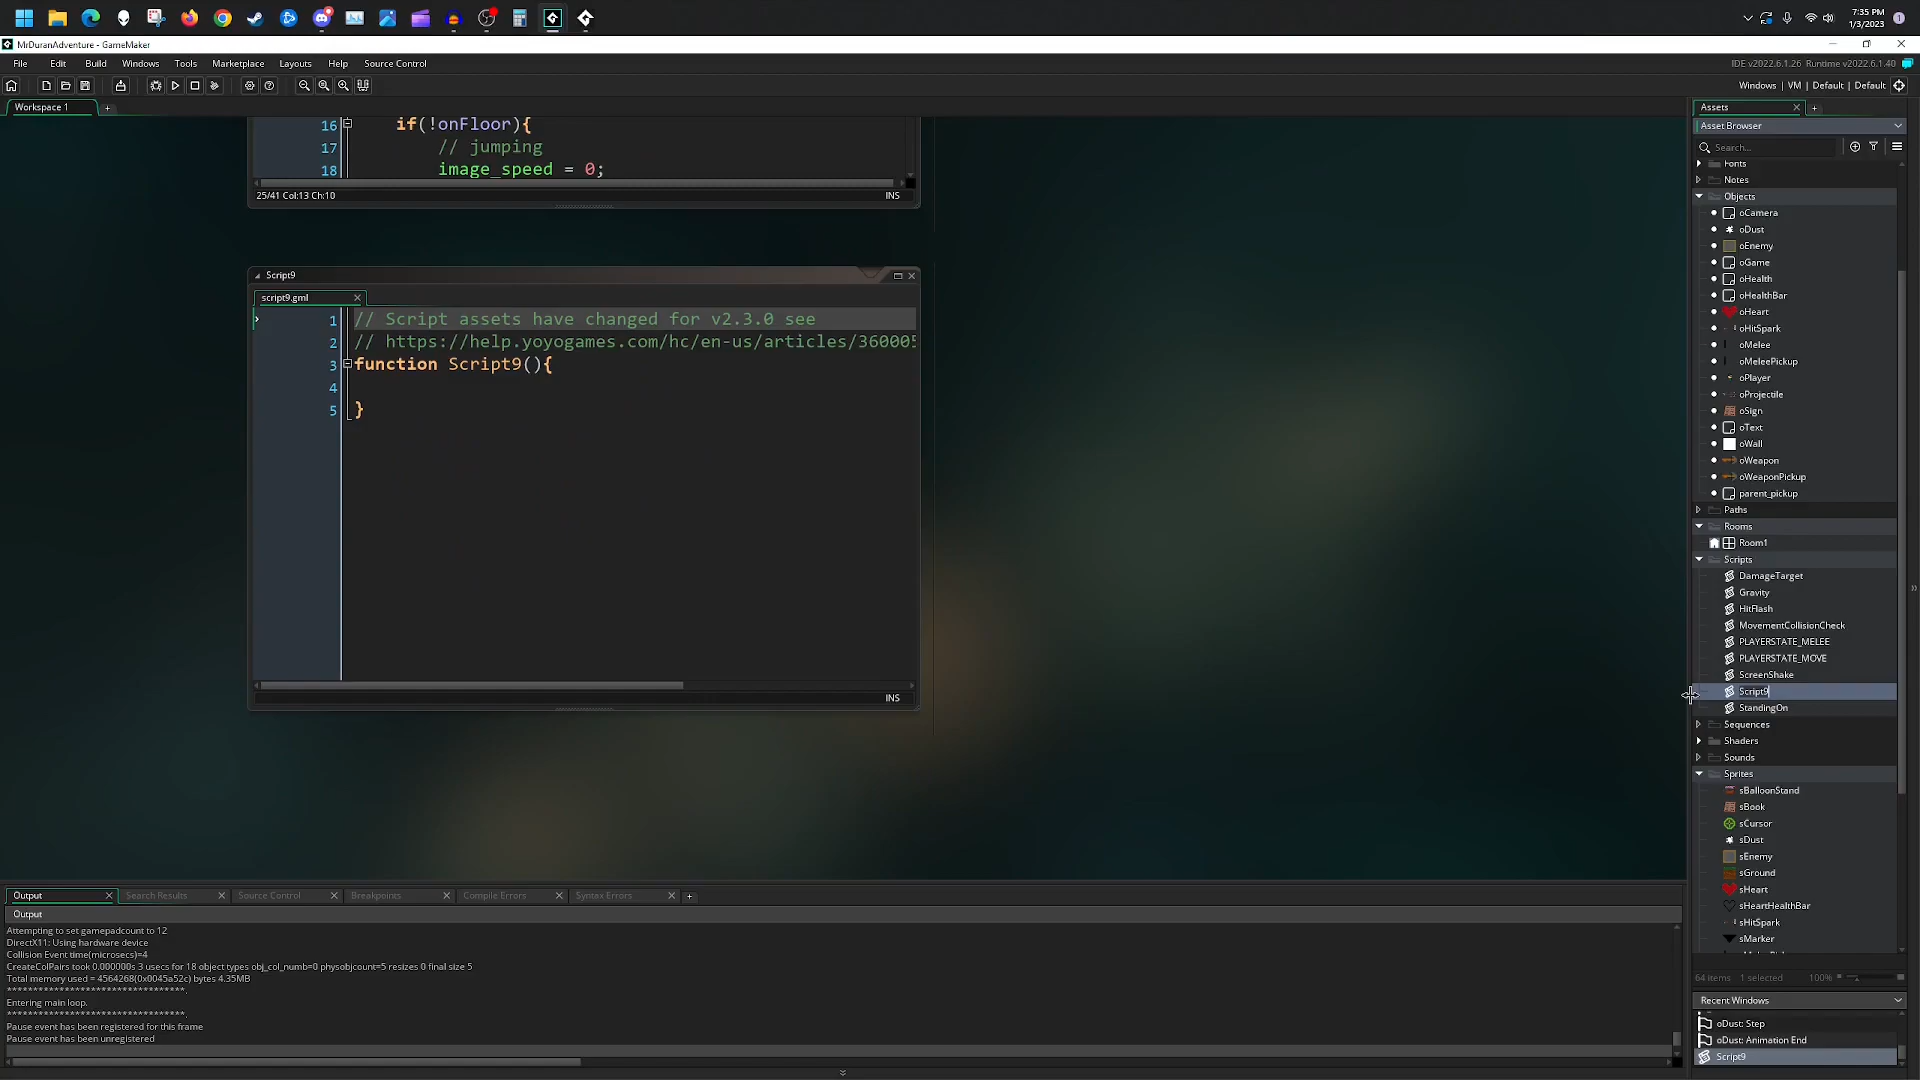 7:35 PM
1/3/2023
1
MrDuranAdventure - GameMaker
File Edit Build Windows Tools Marketplace Layouts Help Source Control
IDE v2022.6.1.26 Runtime v2022.6.1.40
Windows | VM | Default | Default
Workspace 1
Assets
Asset Browser
Search...
16 if(!onFloor){
17 // jumping
18 image_speed = 0;
25/41 Col:13 Ch:10 INS
Script9
script9.gml
1 // Script assets have changed for v2.3.0 see
2 // https://help.yoyogames.com/hc/en-us/articles/360005
3 function Script9(){
4
5 }
INS
Fonts
Notes
Objects
oCamera
oDust
oEnemy
oGame
oHealth
oHealthBar
oHeart
oHitSpark
oMelee
oMeleePickup
oPlayer
oProjectile
oSign
oText
oWall
oWeapon
oWeaponPickup
parent_pickup
Paths
Rooms
Room1
Scripts
DamageTarget
Gravity
HitFlash
MovementCollisionCheck
PLAYERSTATE_MELEE
PLAYERSTATE_MOVE
ScreenShake
Script9
StandingOn
Sequences
Shaders
Sounds
Sprites
sBalloonStand
sBook
sCursor
sDust
sEnemy
sGround
sHeart
sHeartHealthBar
sHitSpark
sMarker
64 items 1 selected 100%
Recent Windows
oDust: Step
oDust: Animation End
Script9
Output Search Results Source Control Breakpoints Compile Errors Syntax Errors
Output
Attempting to set gamepadcount to 12
DirectX11: Using hardware device
Collision Event time(microsecs)=4
CreateColPairs took 0.000000s 3 usecs for 18 object types obj_col_numb=0 physobjcount=5 resizes 0 final size 5
Total memory used = 4564268(0x0045a52c) bytes 4.35MB
**********************************.
Entering main loop.
**********************************.
Pause event has been registered for this frame
Pause event has been unregistered